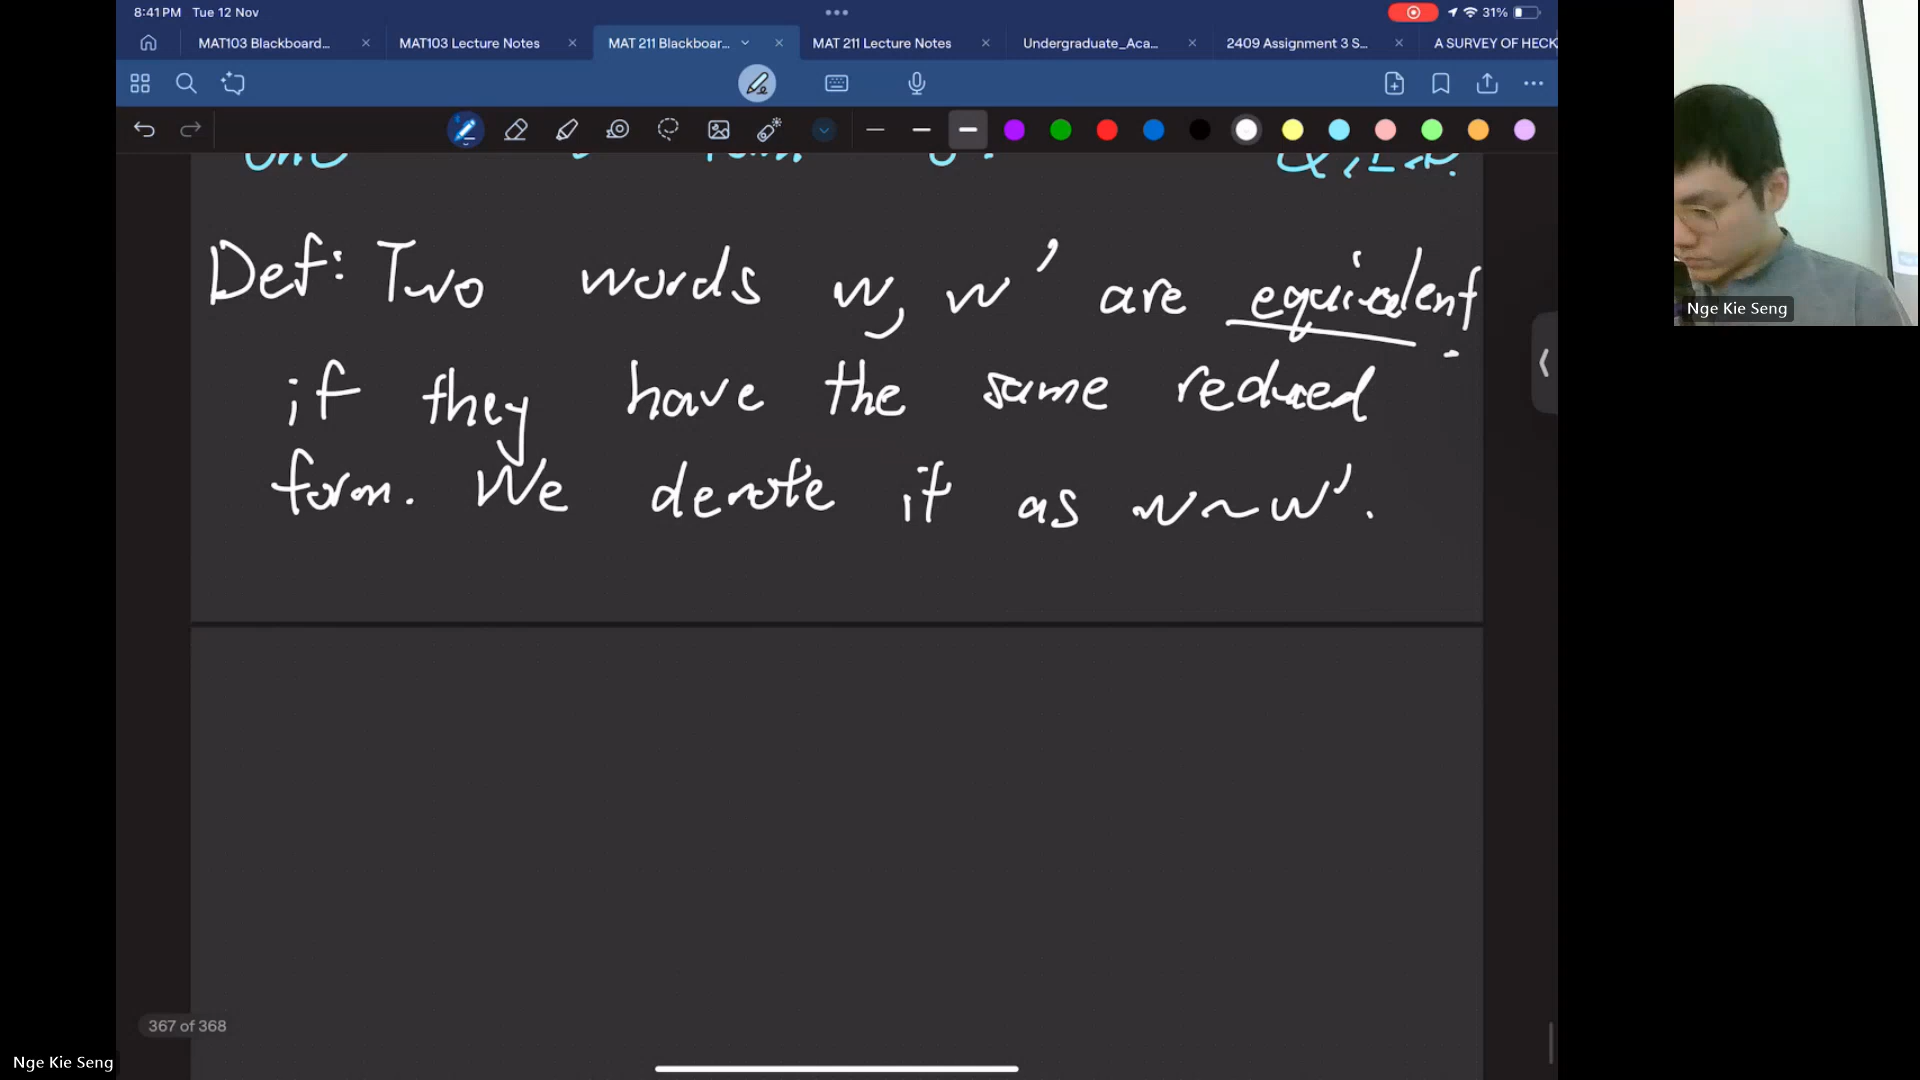 8:41 PM Tue 12 Nov
31%
MAT103 Blackboard...
MAT103 Lecture Notes
MAT 211 Blackboar...
MAT 211 Lecture Notes
Undergraduate_Aca...
2409 Assignment 3 S...
A SURVEY OF HECK
Def: Two words w, w' are equivalent
if they have the same reduced
form. We denote it as w~w'.
367 of 368
Nge Kie Seng
Nge Kie Seng